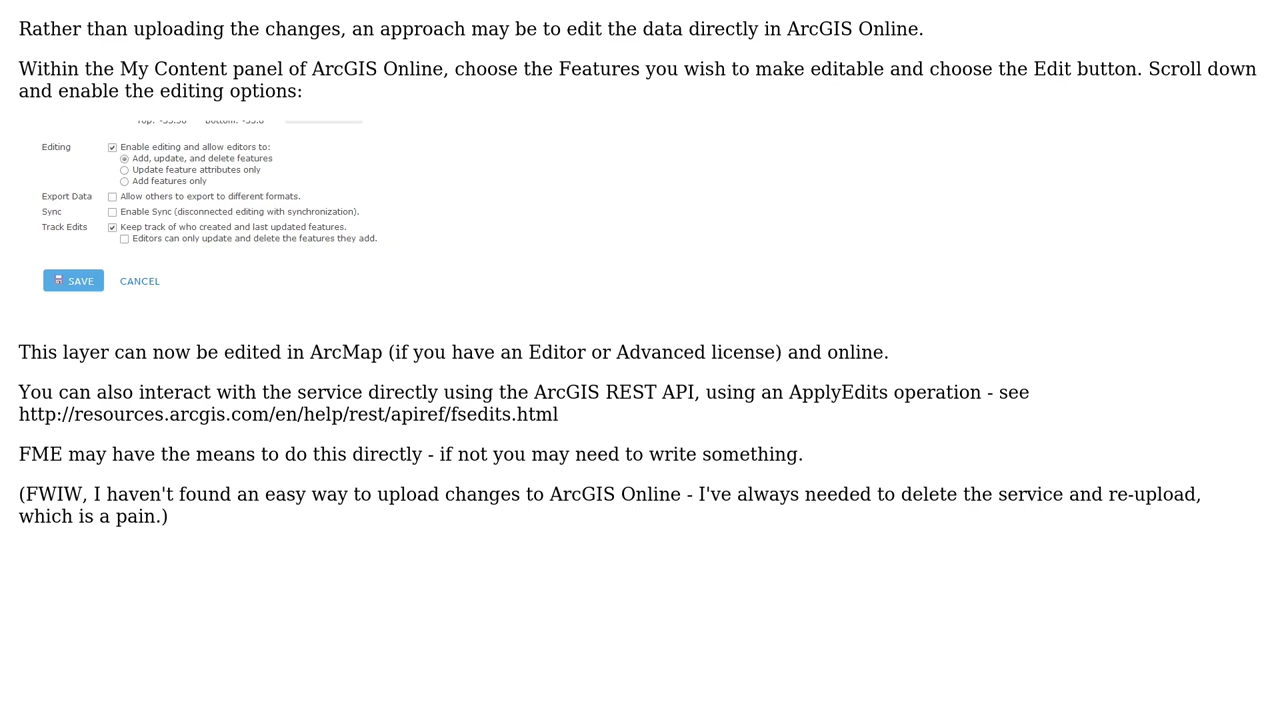 Rather than uploading the changes, an approach may be to edit the data directly in ArcGIS Online.
Within the My Content panel of ArcGIS Online, choose the Features you wish to make editable and choose the Edit button. Scroll down
and enable the editing options:
Editing Enable editing and allow editors to:
Add, update, and delete features
Update feature attributes only
Add features only
Export Data Allow others to export to different formats.
Sync Enable Sync (disconnected editing with synchronization).
Track Edits Keep track of who created and last updated features.
Editors can only update and delete the features they add.
SAVE CANCEL
This layer can now be edited in ArcMap (if you have an Editor or Advanced license) and online.
You can also interact with the service directly using the ArcGIS REST API, using an ApplyEdits operation - see
http://resources.arcgis.com/en/help/rest/apiref/fsedits.html
FME may have the means to do this directly - if not you may need to write something.
(FWIW, I haven't found an easy way to upload changes to ArcGIS Online - I've always needed to delete the service and re-upload,
which is a pain.)